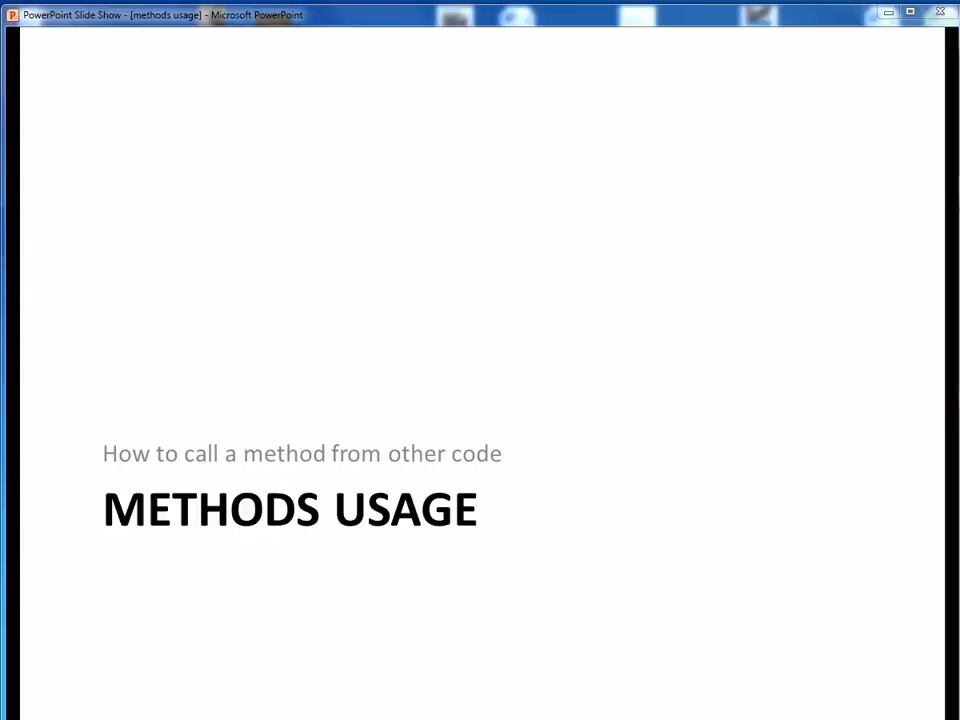 PowerPoint Slide Show - [methods usage] - Microsoft PowerPoint
How to call a method from other code
METHODS USAGE